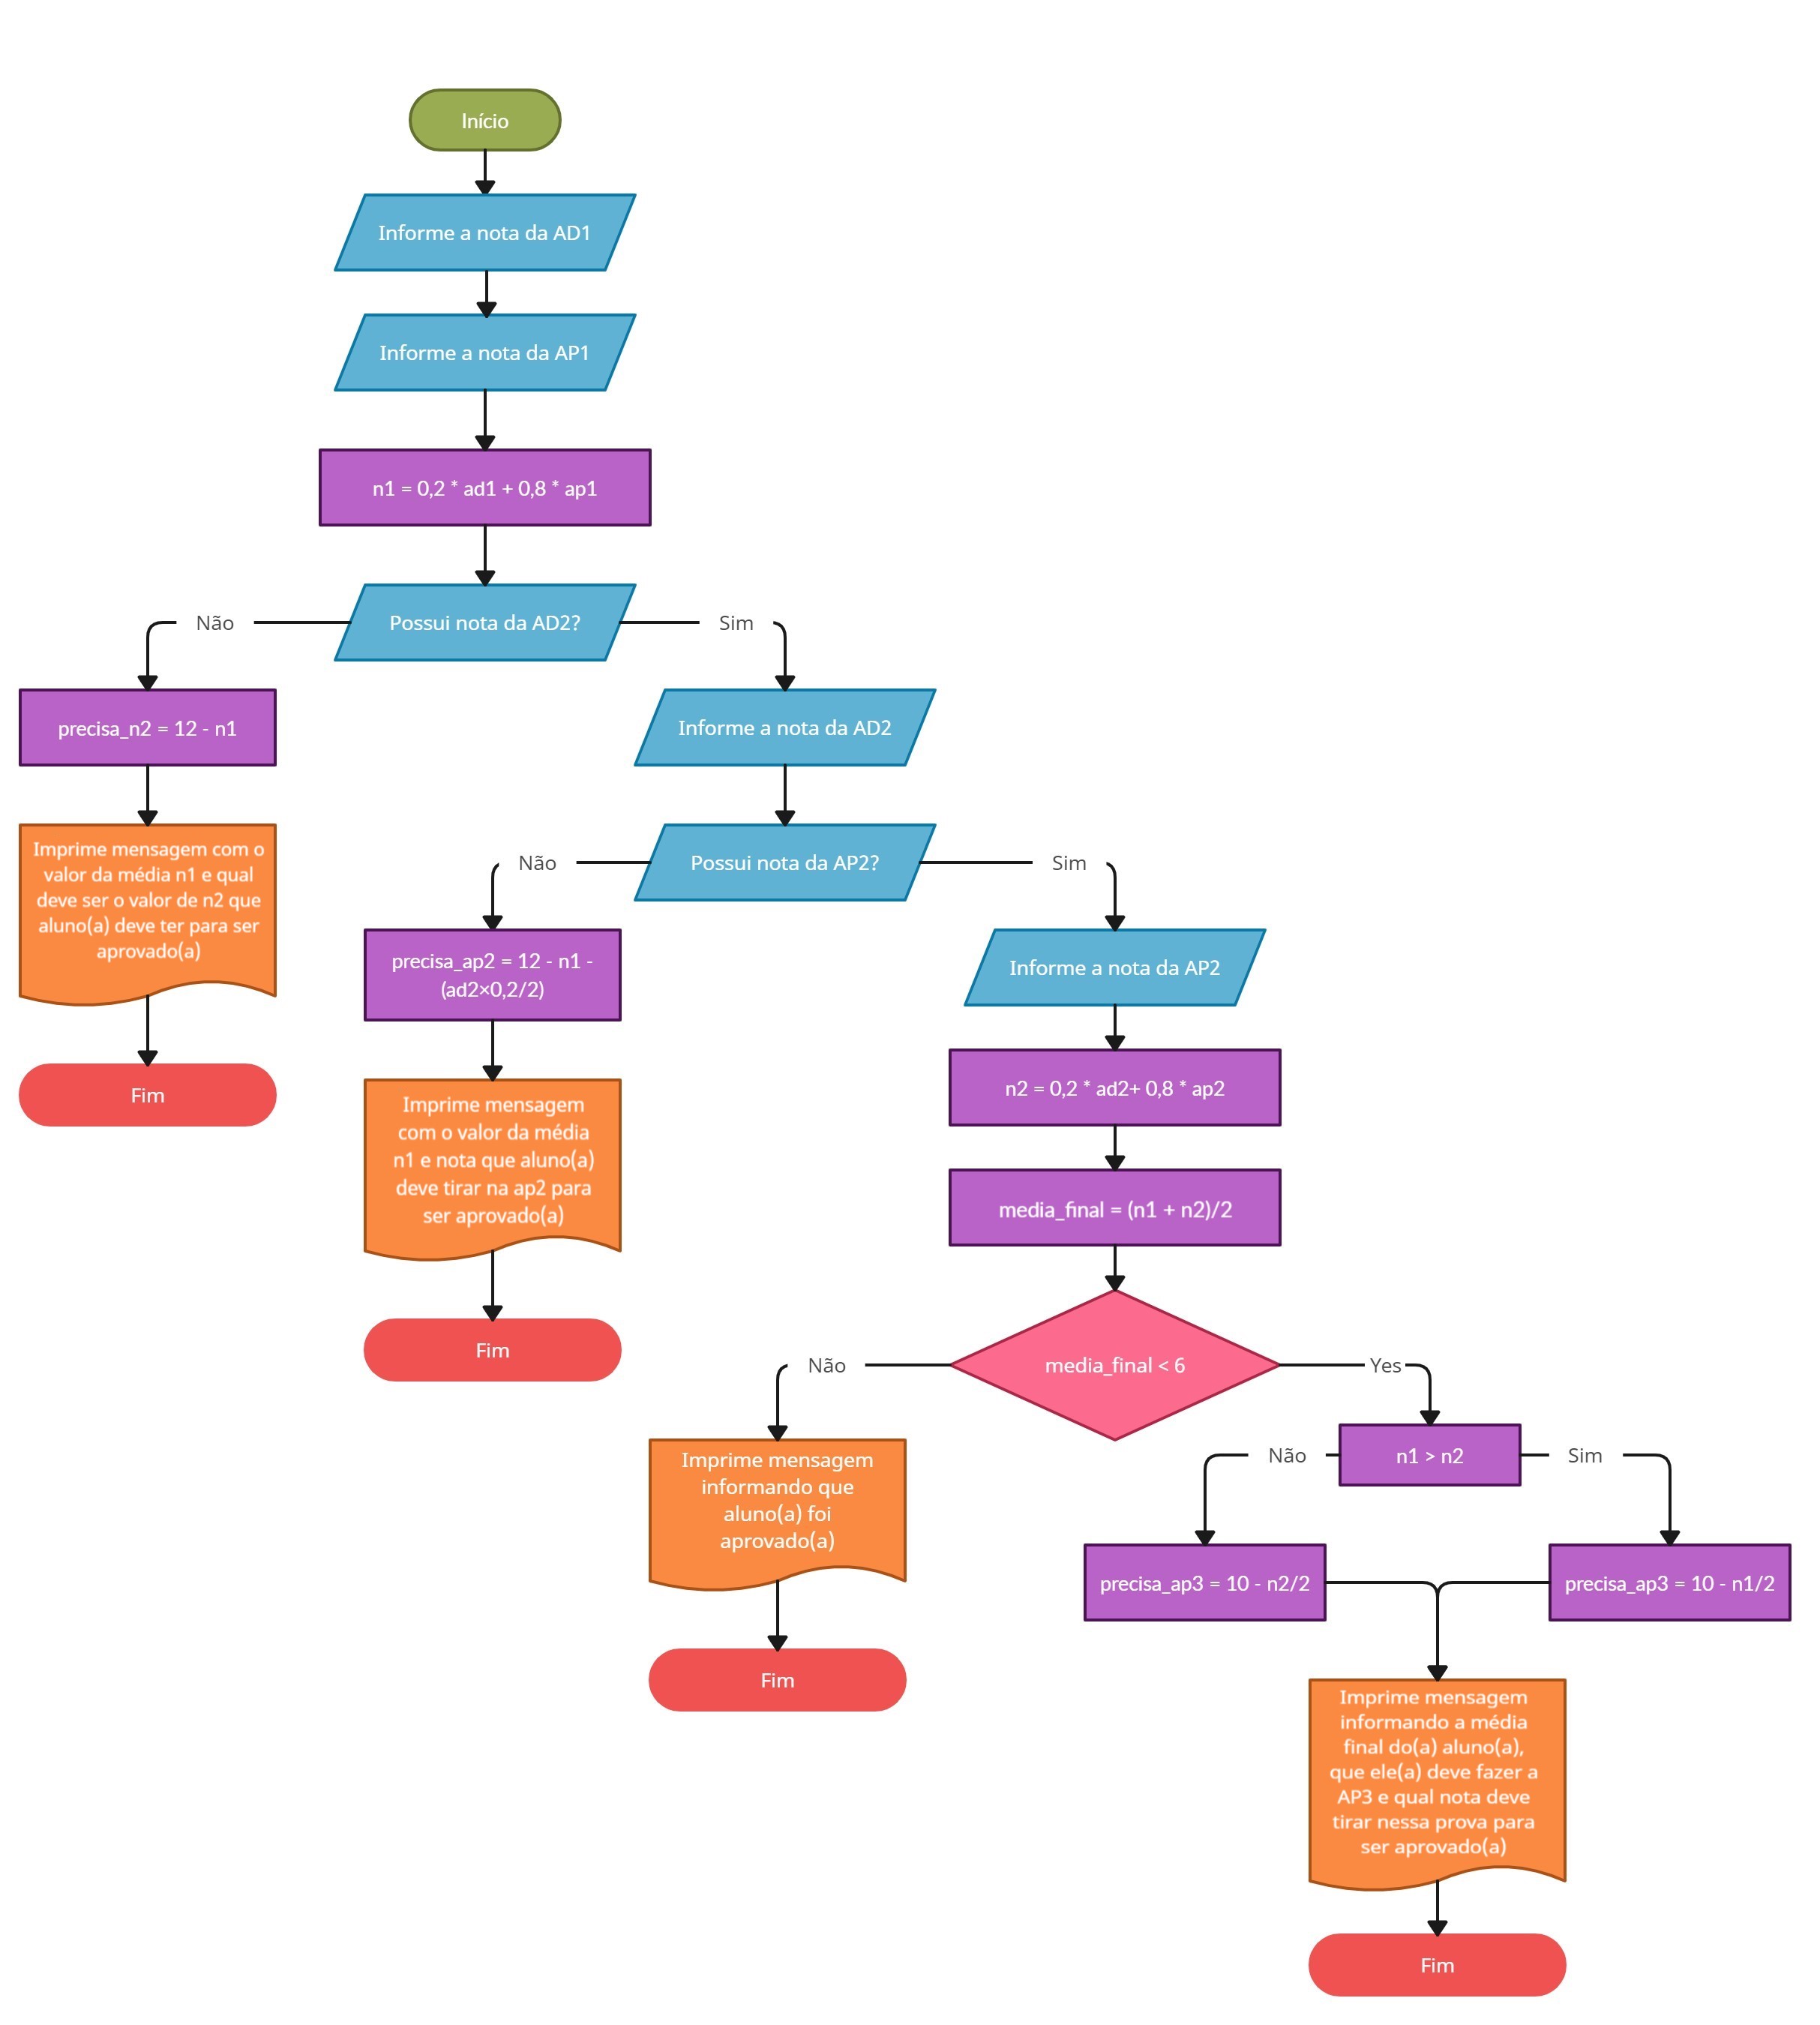 Início
Informe a nota da AD1
Informe a nota da AP1
n1 = 0,2 * ad1 + 0,8 * ap1
Possui nota da AD2?
Não
Sim
precisa_n2 = 12 - n1
Informe a nota da AD2
Imprime mensagem com o
valor da média n1 e qual
deve ser o valor de n2 que
aluno(a) deve ter para ser
aprovado(a)
Fim
Possui nota da AP2?
Não
Sim
precisa_ap2 = 12 - n1 -
(ad2×0,2/2)
Imprime mensagem
com o valor da média
n1 e nota que aluno(a)
deve tirar na ap2 para
ser aprovado(a)
Fim
Informe a nota da AP2
n2 = 0,2 * ad2+ 0,8 * ap2
media_final = (n1 + n2)/2
media_final < 6
Não
Yes
Imprime mensagem
informando que
aluno(a) foi
aprovado(a)
Fim
n1 > n2
Não
Sim
precisa_ap3 = 10 - n2/2
precisa_ap3 = 10 - n1/2
Imprime mensagem
informando a média
final do(a) aluno(a),
que ele(a) deve fazer a
AP3 e qual nota deve
tirar nessa prova para
ser aprovado(a)
Fim